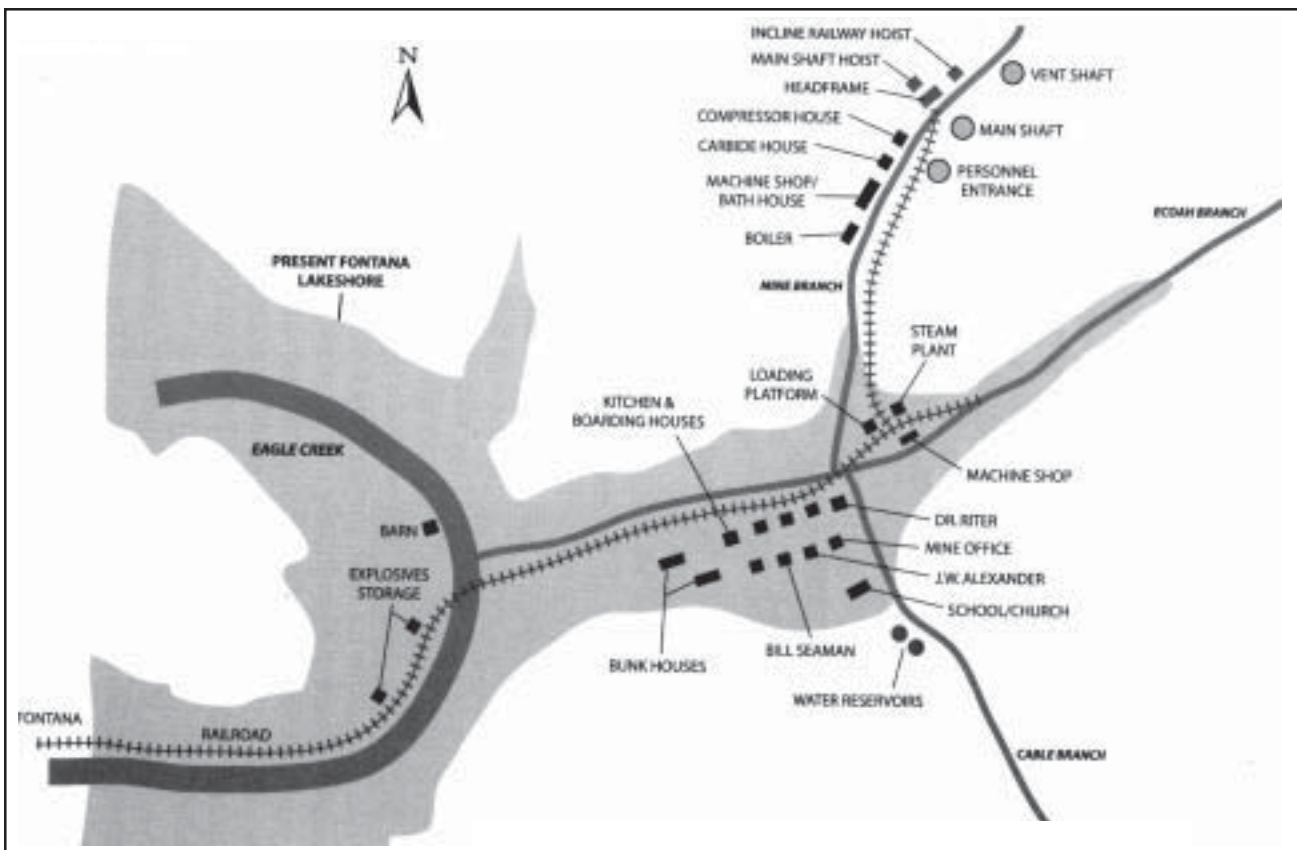 N
INCLINE RAILWAY HOIST
MAIN SHAFT HOIST
HEADFRAME
VENT SHAFT
COMPRESSOR HOUSE
MAIN SHAFT
CARBIDE HOUSE
PERSONNEL
ENTRANCE
MACHINE SHOP/
BATH HOUSE
ECOAH BRANCH
BOILER
PRESENT FONTANA
LAKESHORE
MINE BRANCH
STEAM
PLANT
LOADING
PLATFORM
KITCHEN &
BOARDING HOUSES
EAGLE CREEK
MACHINE SHOP
BARN
DR. RITER
MINE OFFICE
EXPLOSIVES
STORAGE
J.W. ALEXANDER
SCHOOL/CHURCH
BUNK HOUSES
BILL SEAMAN
WATER RESERVOIRS
FONTANA
RAILROAD
CABLE BRANCH